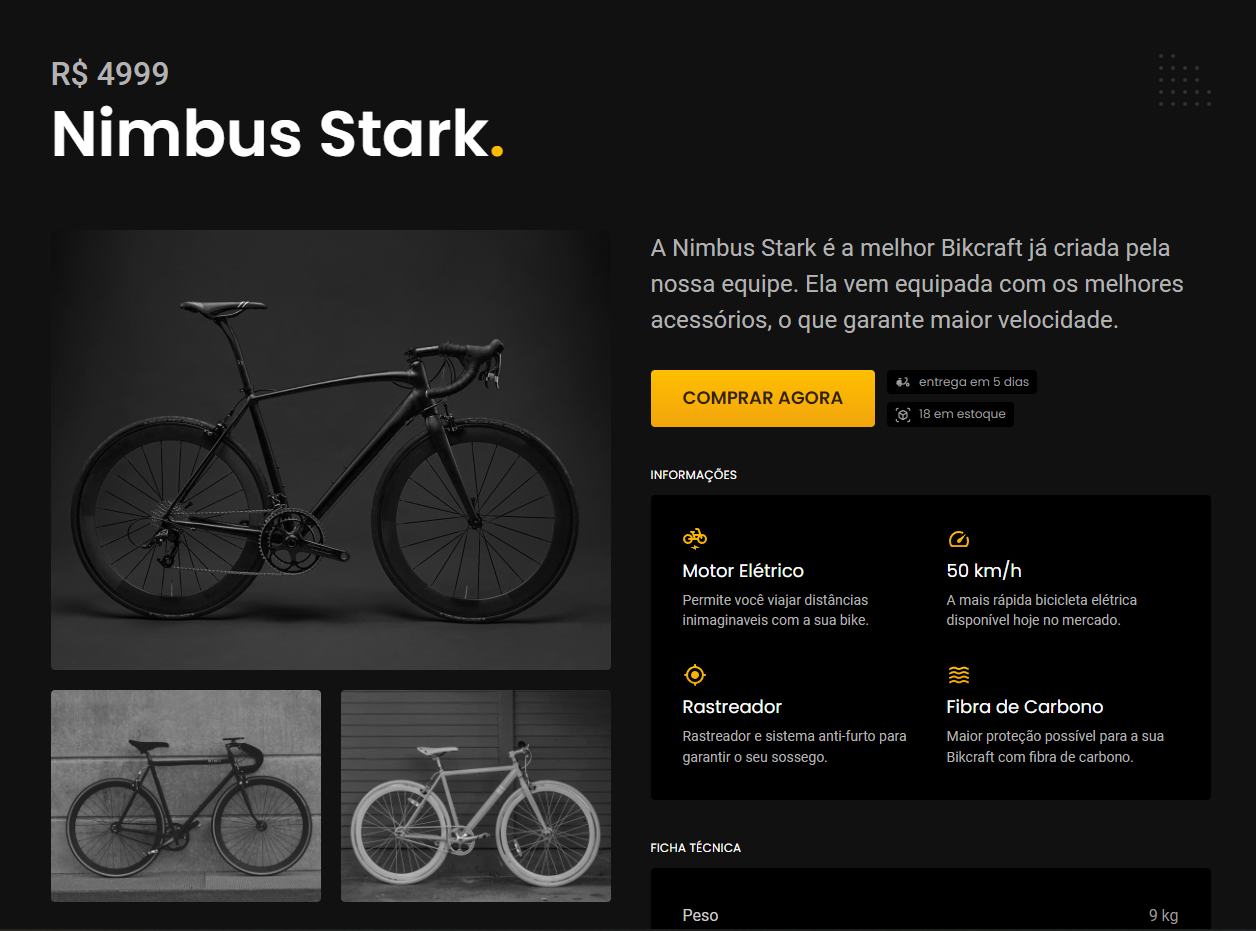 R$ 4999
Nimbus Stark.
A Nimbus Stark é a melhor Bikcraft já criada pela
nossa equipe. Ela vem equipada com os melhores
acessórios, o que garante maior velocidade.
COMPRAR AGORA
entrega em 5 dias
18 em estoque
INFORMAÇÕES
Motor Elétrico
Permite você viajar distâncias
inimaginaveis com a sua bike.
50 km/h
A mais rápida bicicleta elétrica
disponível hoje no mercado.
Rastreador
Rastreador e sistema anti-furto para
garantir o seu sossego.
Fibra de Carbono
Maior proteção possível para a sua
Bikcraft com fibra de carbono.
FICHA TÉCNICA
Peso 9 kg